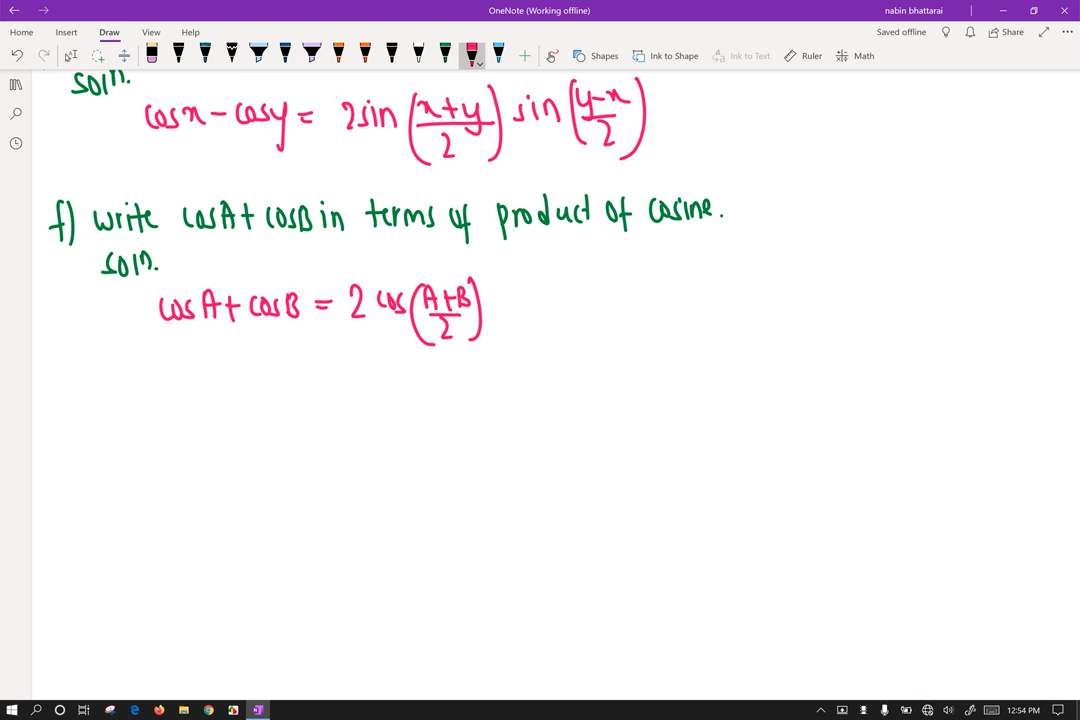 OneNote (Working offline)
nabin bhattarai
Home Insert Draw View Help
Saved offline
Share
Shapes
Ink to Shape
Ink to Text
Ruler
Math
soln.
cosx - cosy = 2sin (x+y/2) sin (y-x/2)
f) write cosA + cosB in terms of product of cosine.
soln.
cosA + cosB = 2 cos (A+B/2)
12:54 PM